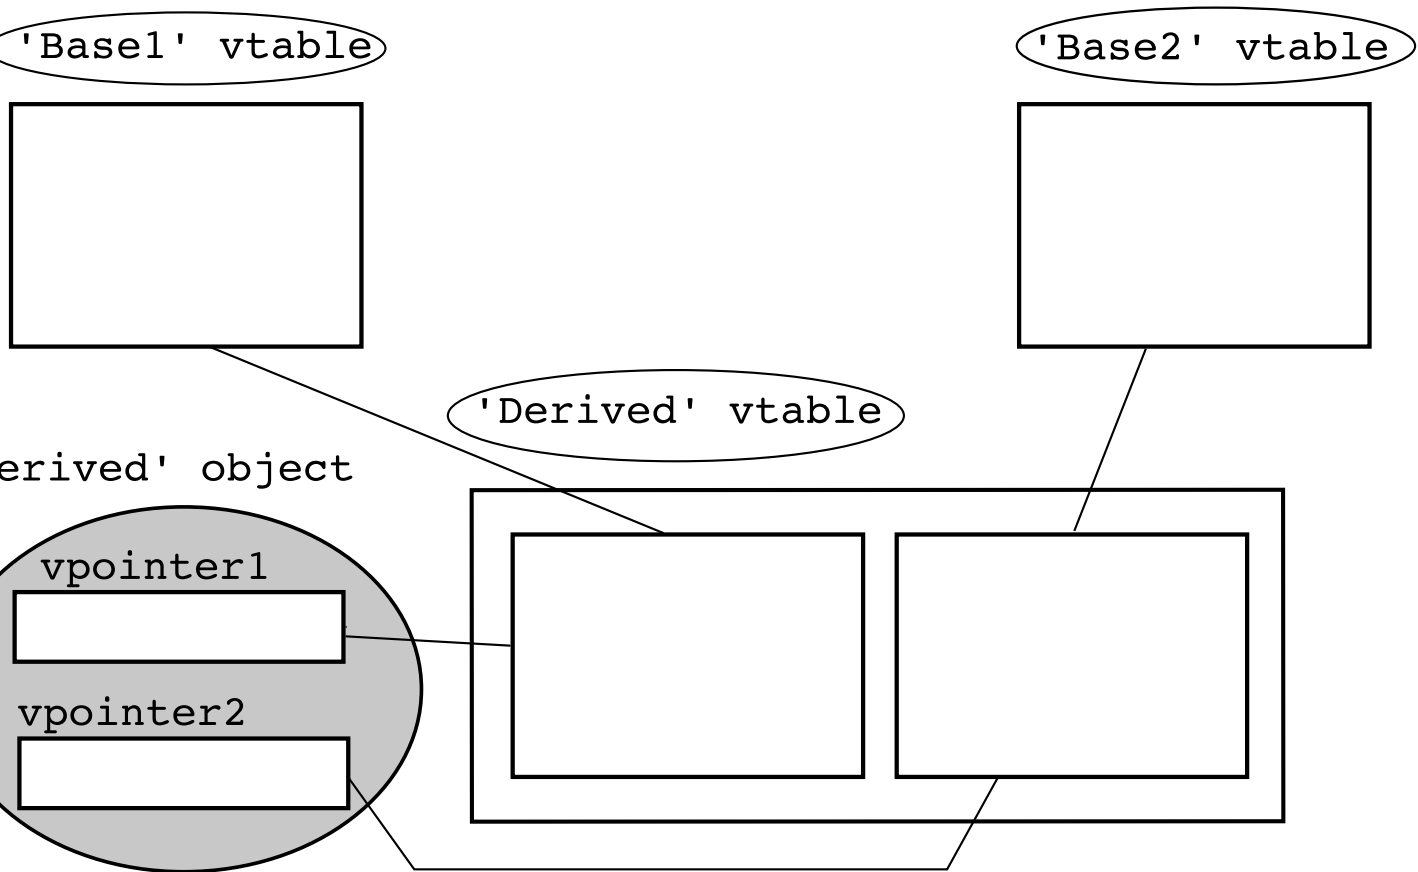 'Base1' vtable
'Base2' vtable
'Derived' vtable
erived' object
vpointer1
vpointer2